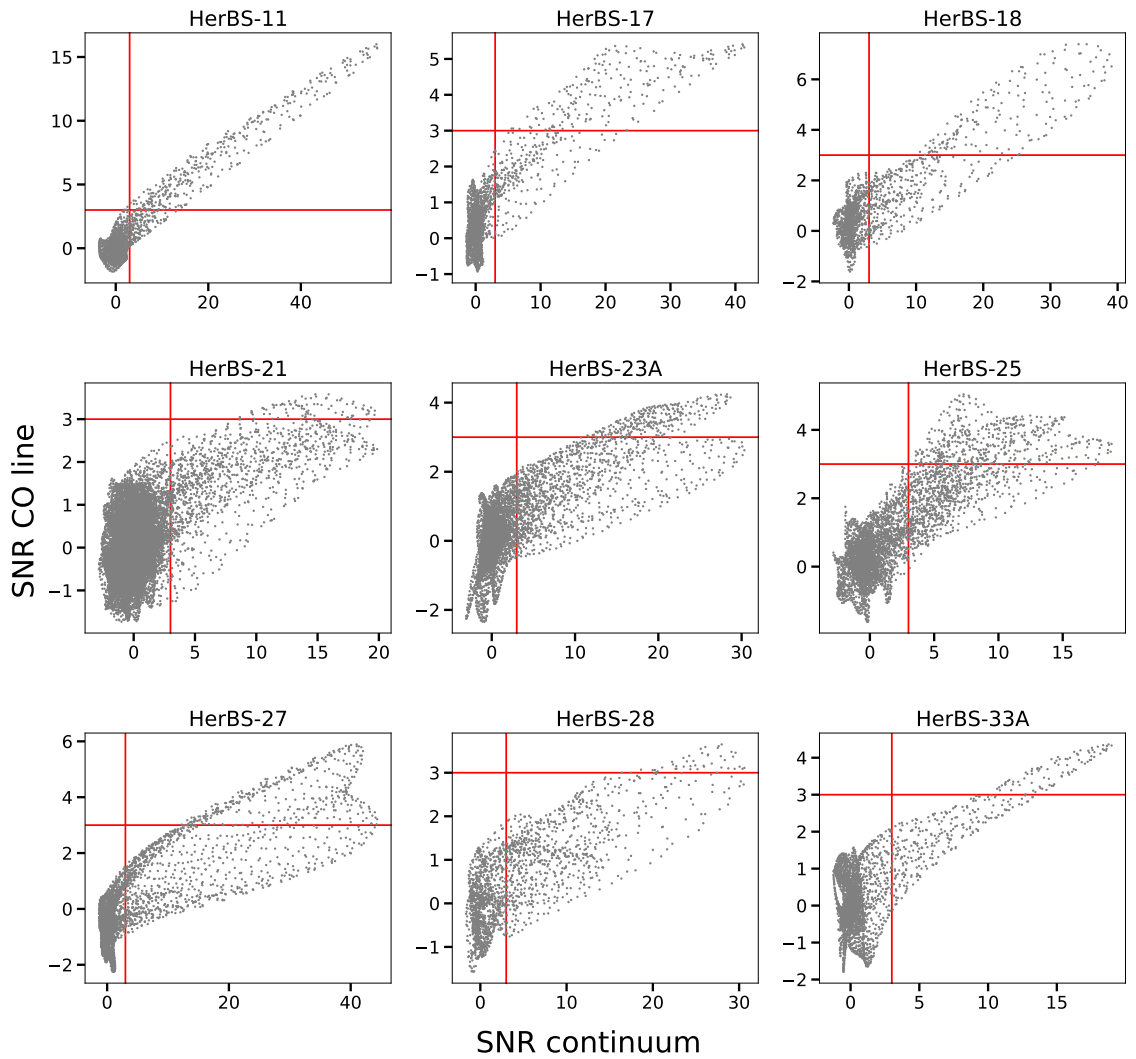 HerBS-11 HerBS-17 HerBS-18
15 10 5 0
0 20 40
5 4 3 2 1 0 −1
0 10 20 30 40
6 4 2 0 −2
0 10 20 30 40
HerBS-21 HerBS-23A HerBS-25
SNR CO line
3 2 1 0 −1
0 5 10 15 20
4 2 0 −2
0 10 20 30
4 2 0
0 5 10 15
HerBS-27 HerBS-28 HerBS-33A
6 4 2 0 −2
0 20 40
3 2 1 0 −1
0 10 20 30
4 3 2 1 0 −1 −2
0 5 10 15
SNR continuum